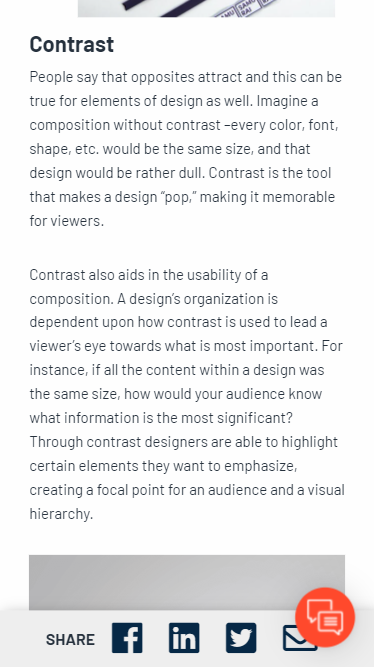 Contrast
People say that opposites attract and this can be
true for elements of design as well. Imagine a
composition without contrast –every color, font,
shape, etc. would be the same size, and that
design would be rather dull. Contrast is the tool
that makes a design “pop,” making it memorable
for viewers.
Contrast also aids in the usability of a
composition. A design’s organization is
dependent upon how contrast is used to lead a
viewer’s eye towards what is most important. For
instance, if all the content within a design was
the same size, how would your audience know
what information is the most significant?
Through contrast designers are able to highlight
certain elements they want to emphasize,
creating a focal point for an audience and a visual
hierarchy.
SHARE